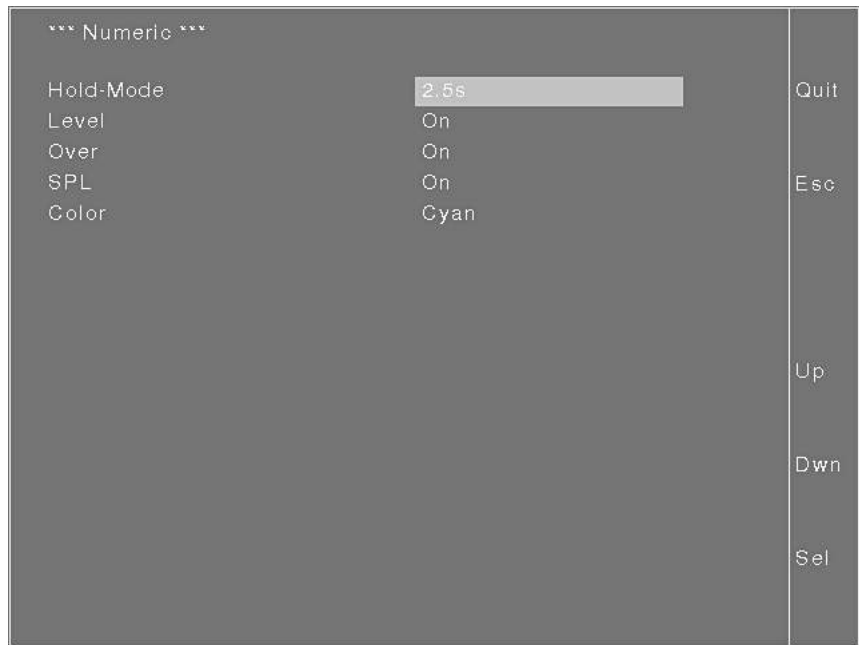 *** Numeric ***
Hold-Mode 2.5s Quit
Level On
Over On
SPL On Esc
Color Cyan
Up
Dwn
Sel